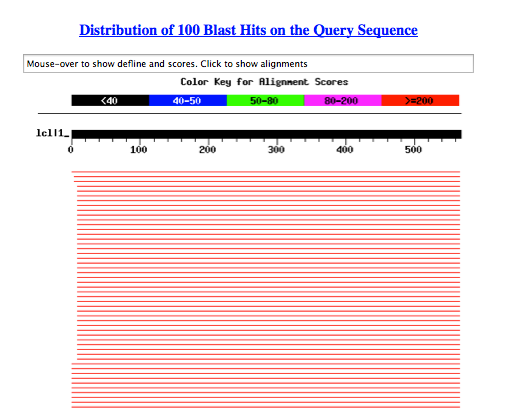 Distribution of 100 Blast Hits on the Query Sequence
Mouse-over to show defline and scores. Click to show alignments
Color Key for Alignment Scores
<40 40-50 50-80 80-200 >=200
lcl|1_
0 100 200 300 400 500